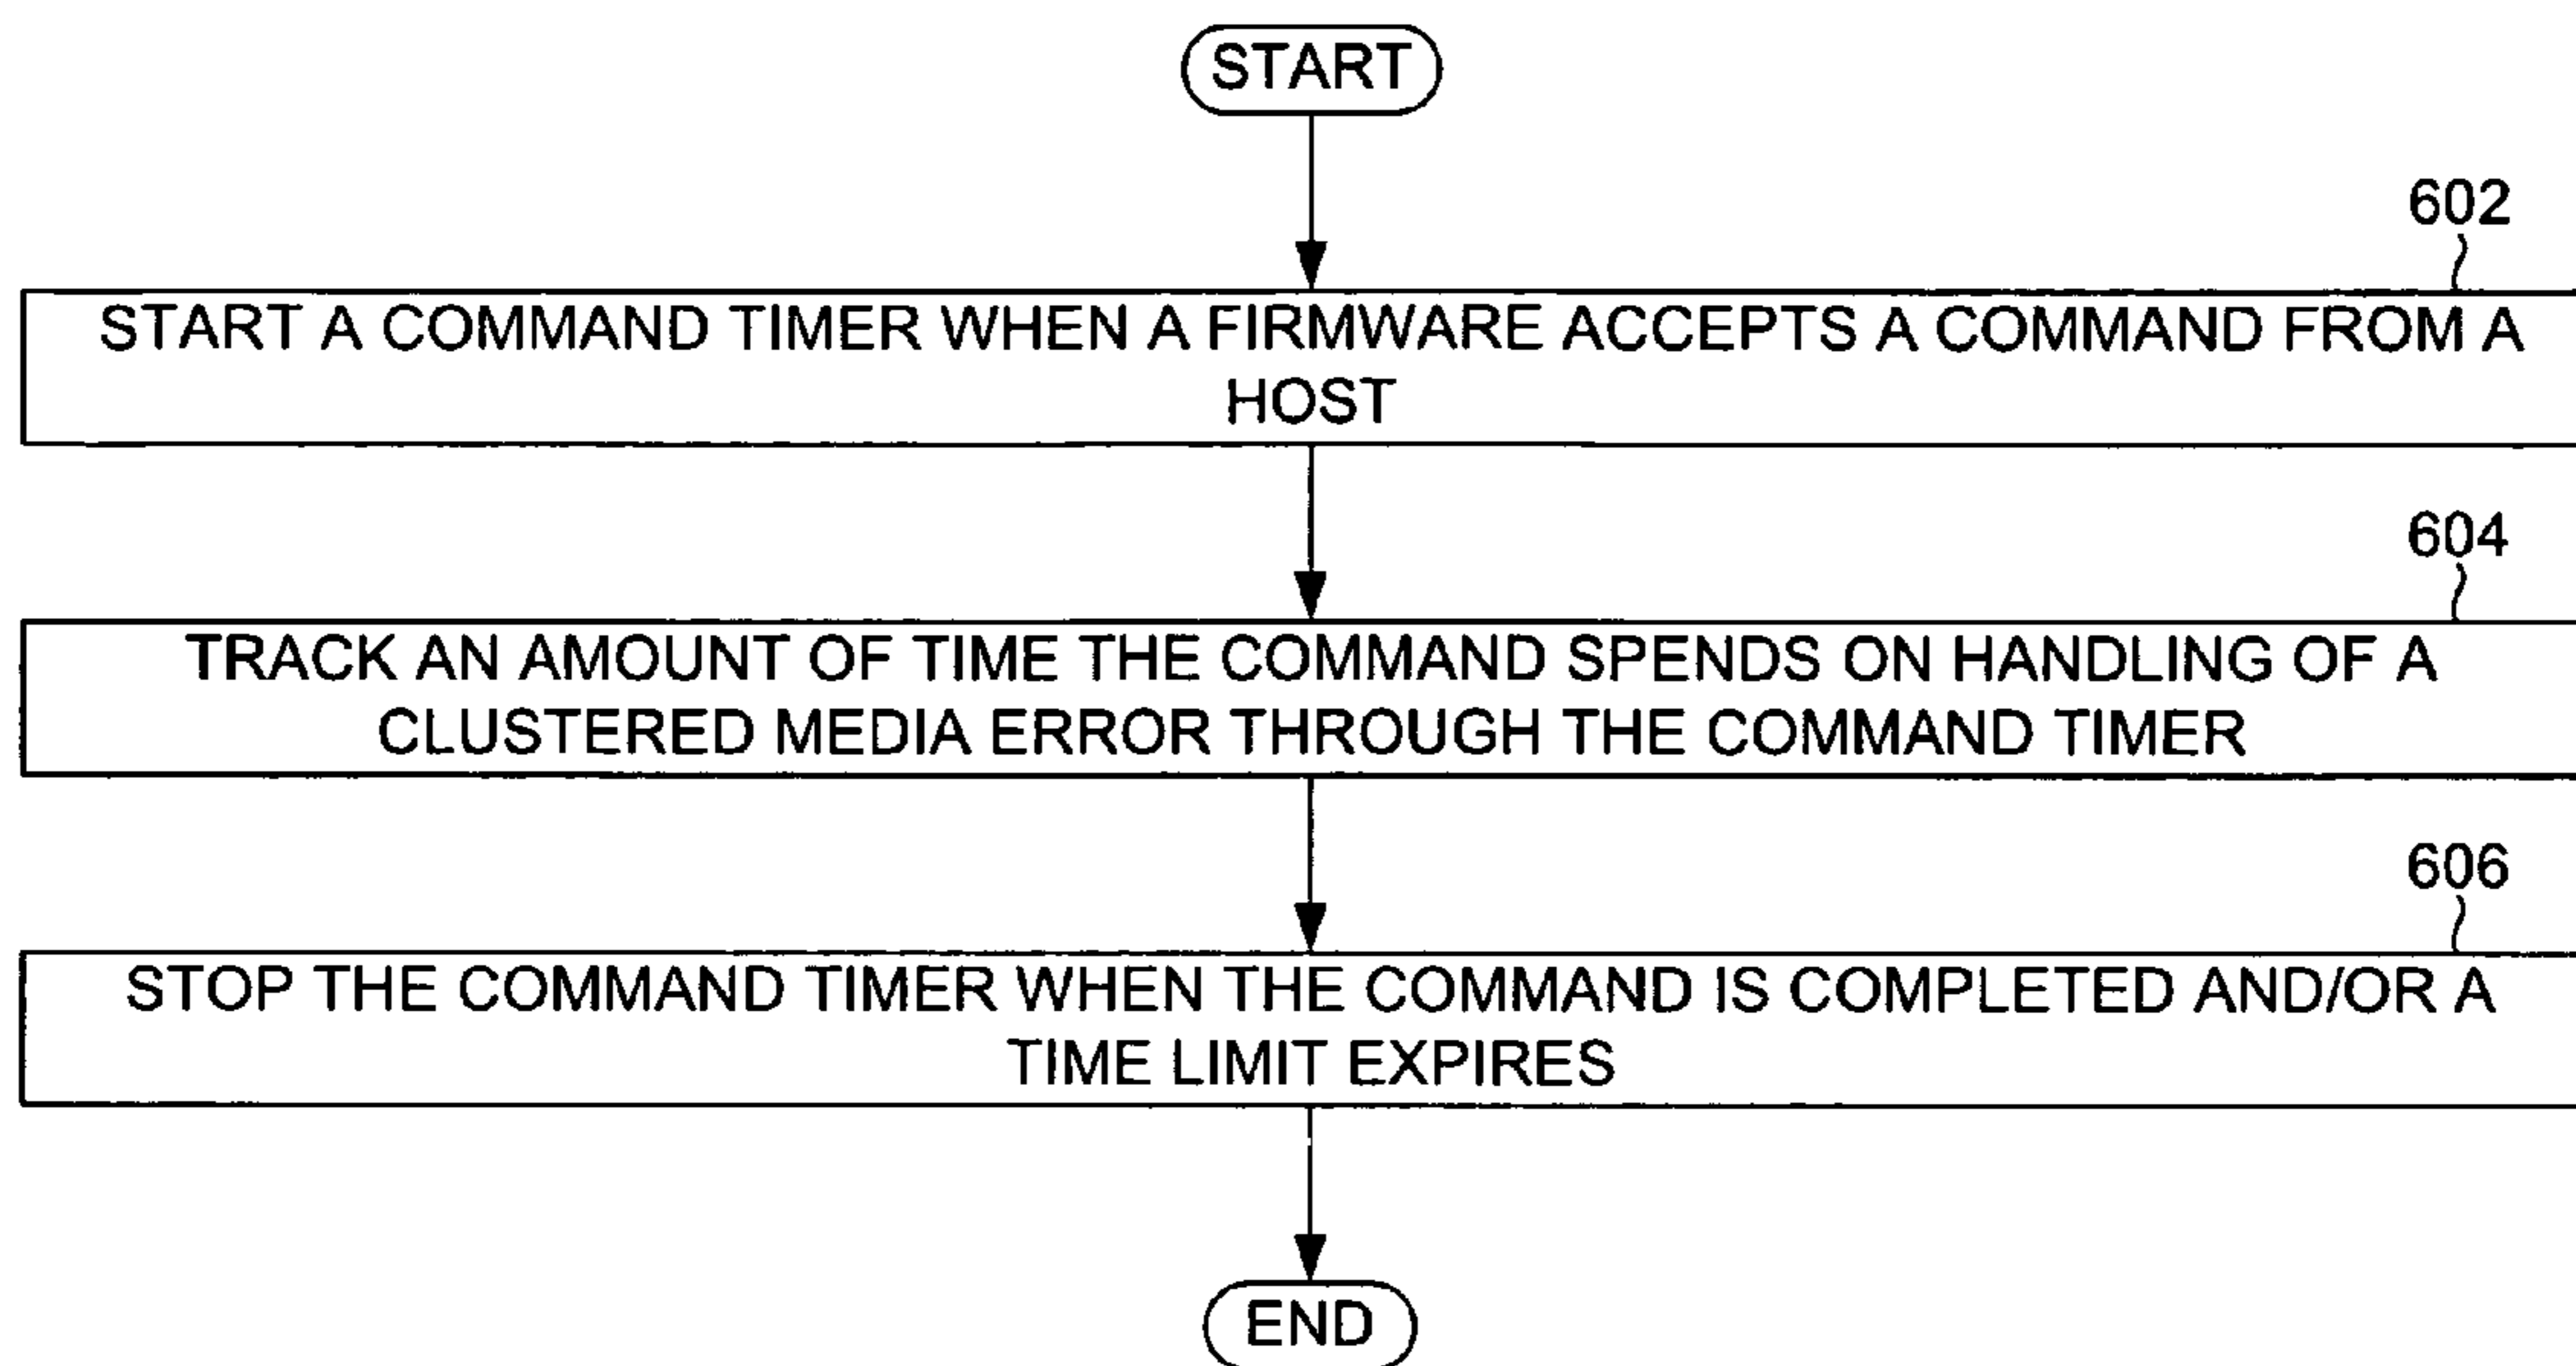 START
602
START A COMMAND TIMER WHEN A FIRMWARE ACCEPTS A COMMAND FROM A
HOST
604
TRACK AN AMOUNT OF TIME THE COMMAND SPENDS ON HANDLING OF A
CLUSTERED MEDIA ERROR THROUGH THE COMMAND TIMER
606
STOP THE COMMAND TIMER WHEN THE COMMAND IS COMPLETED AND/OR A
TIME LIMIT EXPIRES
END